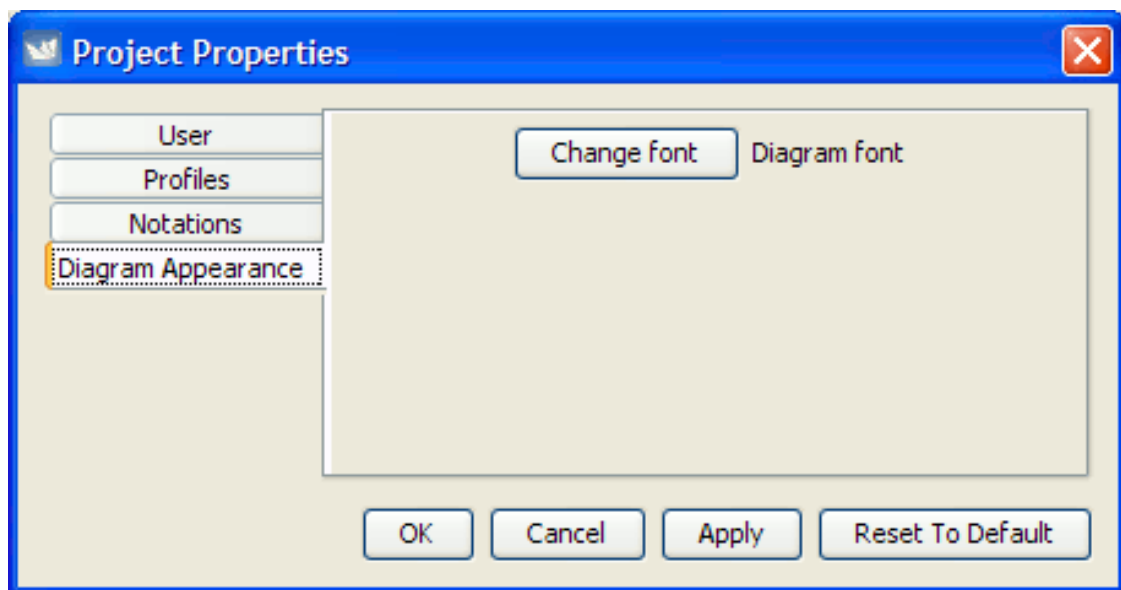 Project Properties
User
Profiles
Notations
Diagram Appearance
Change font Diagram font
OK Cancel Apply Reset To Default